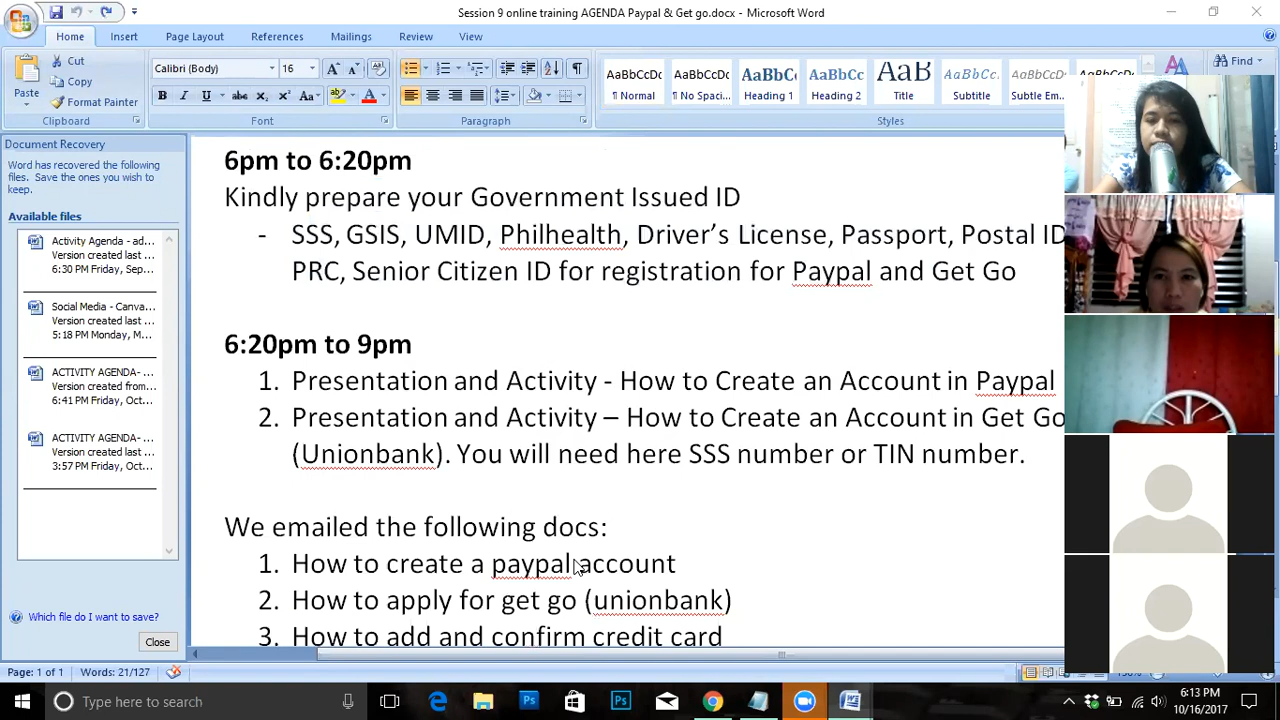 Session 9 online training AGENDA Paypal & Get go.docx - Microsoft Word
Home Insert Page Layout References Mailings Review View
Paste
Cut
Copy
Format Painter
Clipboard
Calibri (Body) 16
Font
Paragraph
AaBbCcDc AaBbCcDc AaBbCc AaBbCc AaB AaBbCc AaBbCcDc AaBbCcDc
¶ Normal ¶ No Spaci... Heading 1 Heading 2 Title Subtitle Subtle Em...
Styles
Find
Document Recovery
Word has recovered the following
files. Save the ones you wish to
keep.
Available files
Activity Agenda - ad...
Version created last ...
6:30 PM Friday, Sep...
Social Media - Canva...
Version created last ...
5:18 PM Monday, M...
ACTIVITY AGENDA- ...
Version created from...
6:41 PM Friday, Oct...
ACTIVITY AGENDA- ...
Version created last ...
3:57 PM Friday, Oct...
Which file do I want to save?
Close
6pm to 6:20pm
Kindly prepare your Government Issued ID
- SSS, GSIS, UMID, Philhealth, Driver’s License, Passport, Postal ID
PRC, Senior Citizen ID for registration for Paypal and Get Go
6:20pm to 9pm
1. Presentation and Activity - How to Create an Account in Paypal
2. Presentation and Activity – How to Create an Account in Get Go
(Unionbank). You will need here SSS number or TIN number.
We emailed the following docs:
1. How to create a paypal account
2. How to apply for get go (unionbank)
3. How to add and confirm credit card
Page: 1 of 1 Words: 21/127
Type here to search
6:13 PM
10/16/2017